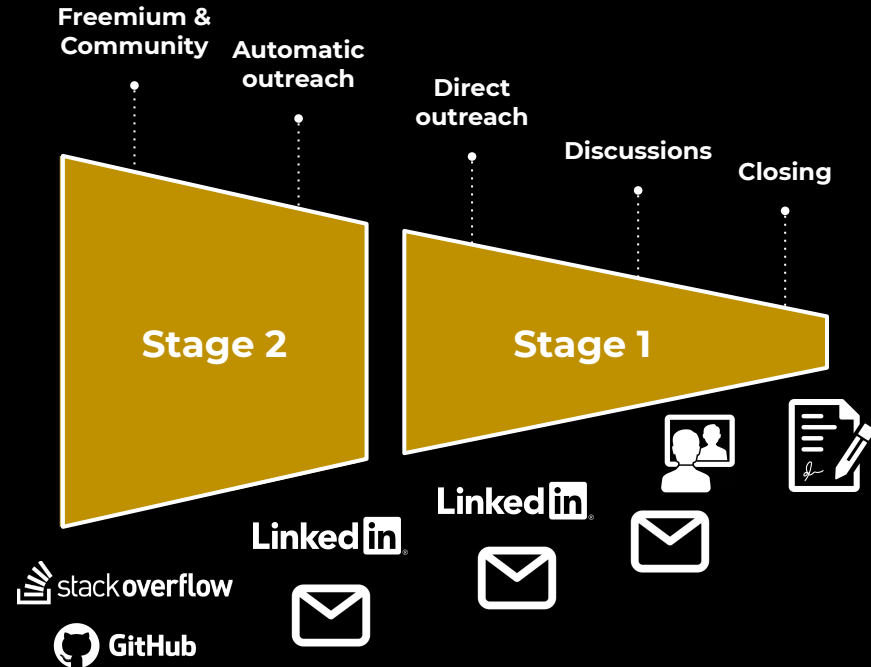 Freemium &
Community
Automatic
outreach
Direct
outreach
Discussions
Closing
Stage 2
Stage 1
LinkedIn
LinkedIn
stackoverflow
GitHub